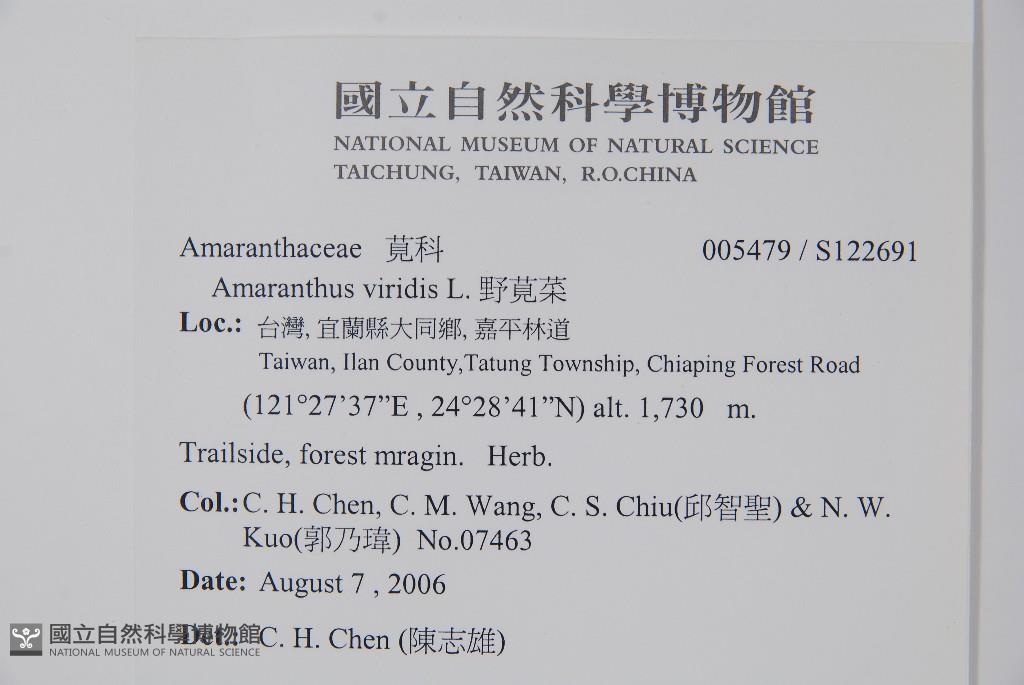 國立自然科學博物館
NATIONAL MUSEUM OF NATURAL SCIENCE
TAICHUNG, TAIWAN, R.O.CHINA
Amaranthaceae 莧科 005479 / S122691
Amaranthus viridis L. 野莧菜
Loc.: 台灣, 宜蘭縣大同鄉, 嘉平林道
Taiwan, Ilan County,Tatung Township, Chiaping Forest Road
(121°27’37”E , 24°28’41”N) alt. 1,730 m.
Trailside, forest mragin. Herb.
Col.: C. H. Chen, C. M. Wang, C. S. Chiu(邱智聖) & N. W.
Kuo(郭乃瑋) No.07463
Date: August 7 , 2006
Det.: C. H. Chen (陳志雄)
國立自然科學博物館
NATIONAL MUSEUM OF NATURAL SCIENCE